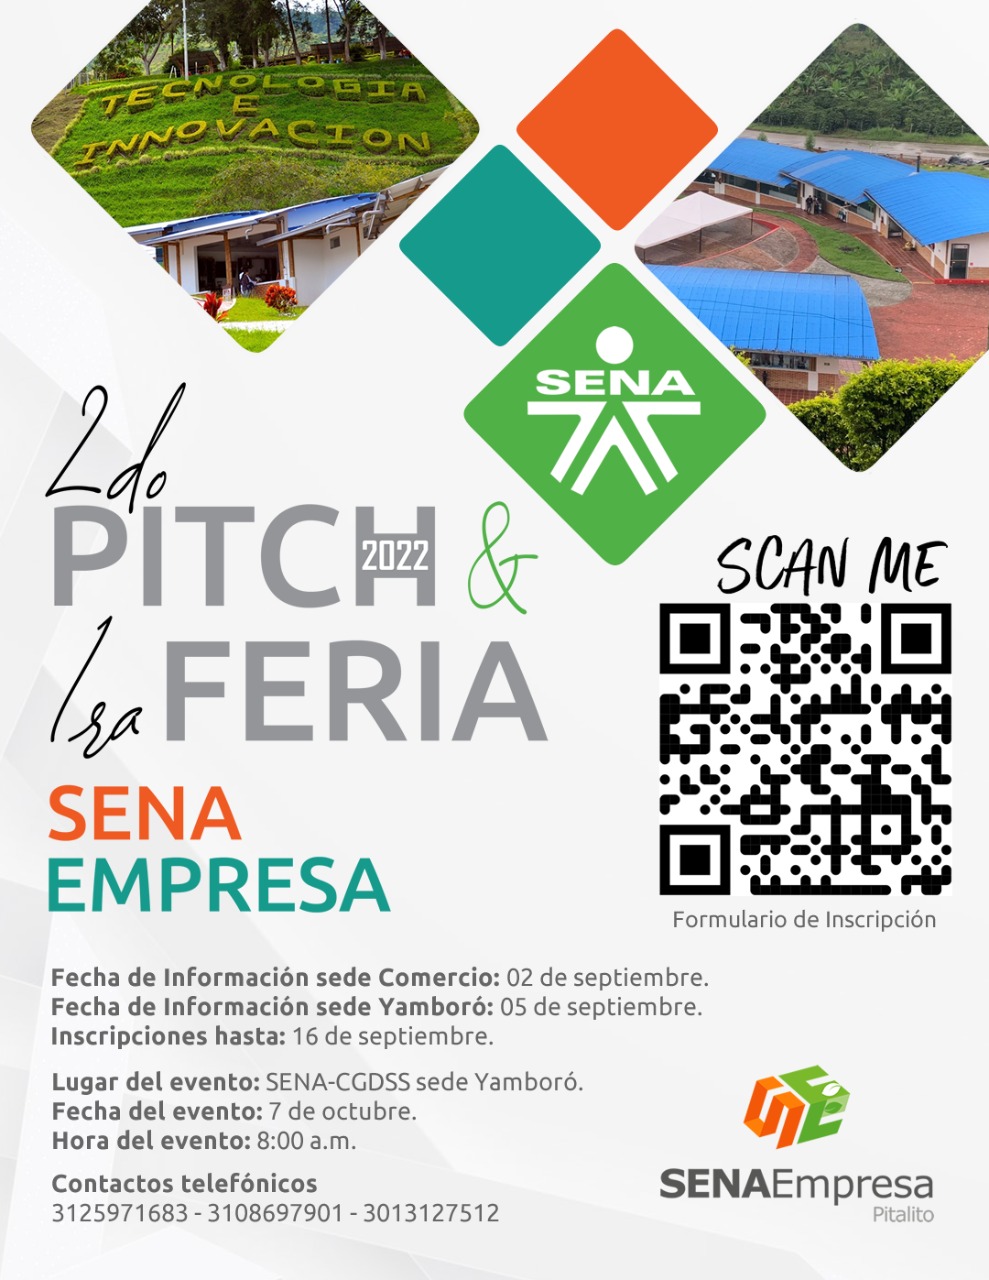 TECNOLOGIA
E
INNOVACION
SENA
2do
PITCH 2022 &
1ra FERIA
SENA
EMPRESA
SCAN ME
Formulario de Inscripción
Fecha de Información sede Comercio: 02 de septiembre.
Fecha de Información sede Yamboró: 05 de septiembre.
Inscripciones hasta: 16 de septiembre.
Lugar del evento: SENA-CGDSS sede Yamboró.
Fecha del evento: 7 de octubre.
Hora del evento: 8:00 a.m.
Contactos telefónicos
3125971683 - 3108697901 - 3013127512
SENAEmpresa
Pitalito